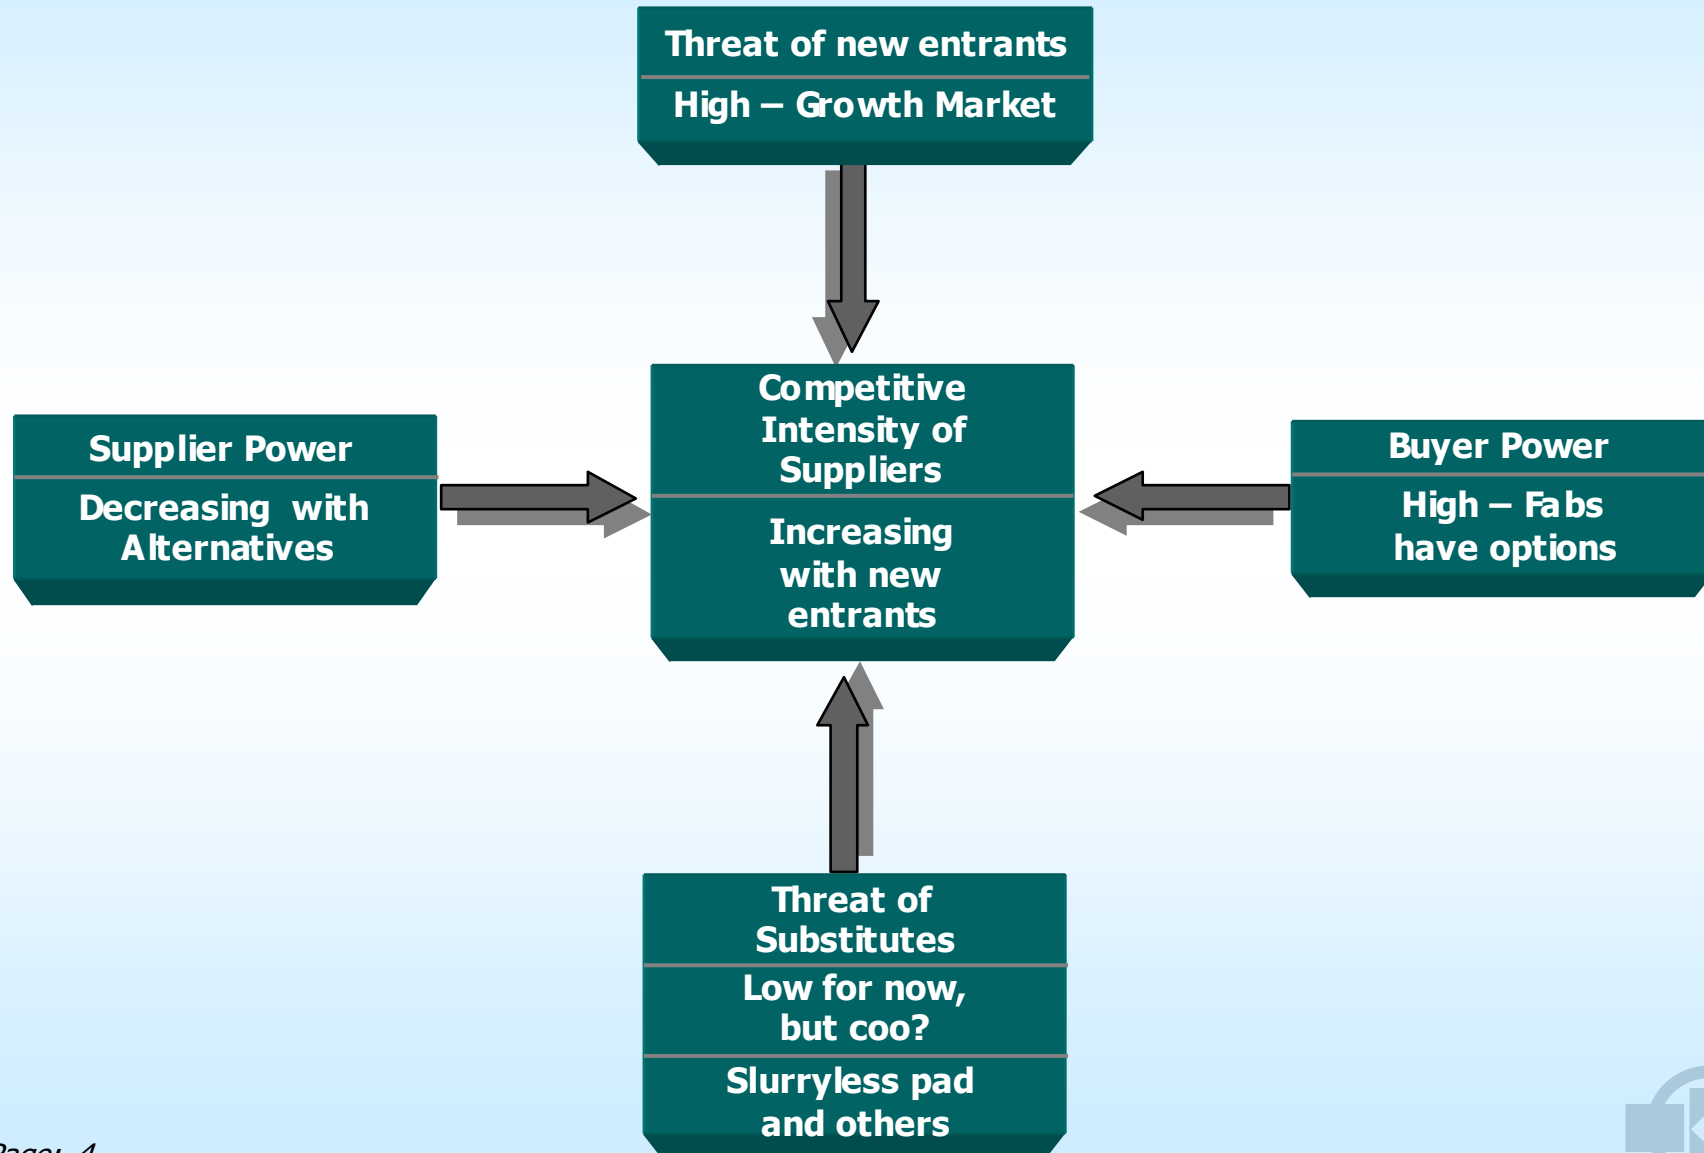 Threat of new entrants
High – Growth Market
Competitive
Intensity of
Suppliers
Increasing
with new
entrants
Supplier Power
Decreasing with
Alternatives
Buyer Power
High – Fabs
have options
Threat of
Substitutes
Low for now,
but coo?
Slurryless pad
and others
Page: 4